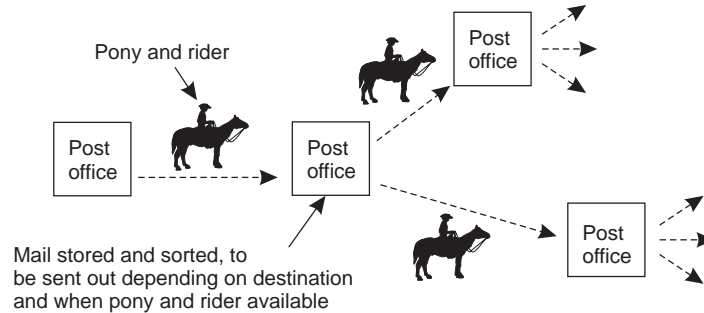 Pony and rider
Post
office
Post
office
Post
office
Post
office
Mail stored and sorted, to
be sent out depending on destination
and when pony and rider available